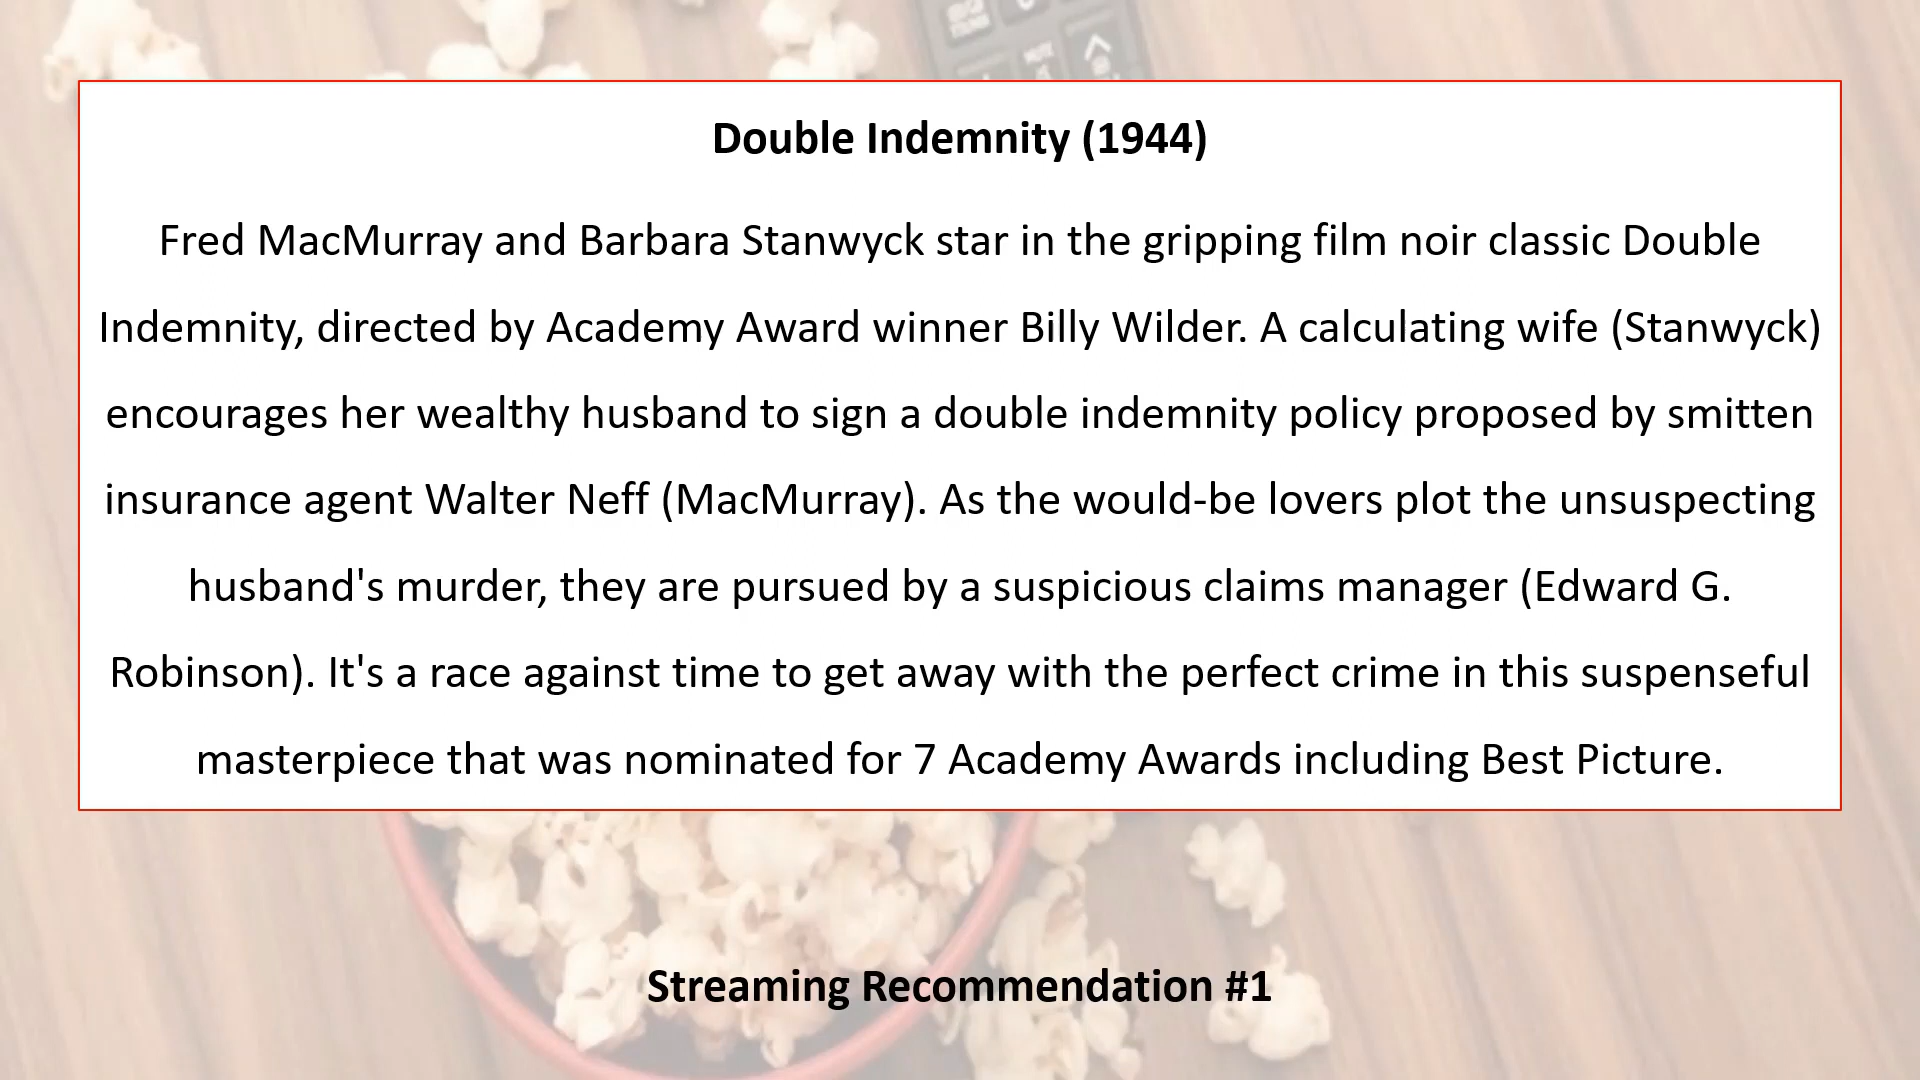 Double Indemnity (1944)
Fred MacMurray and Barbara Stanwyck star in the gripping film noir classic Double
Indemnity, directed by Academy Award winner Billy Wilder. A calculating wife (Stanwyck)
encourages her wealthy husband to sign a double indemnity policy proposed by smitten
insurance agent Walter Neff (MacMurray). As the would-be lovers plot the unsuspecting
husband's murder, they are pursued by a suspicious claims manager (Edward G.
Robinson). It's a race against time to get away with the perfect crime in this suspenseful
masterpiece that was nominated for 7 Academy Awards including Best Picture.
Streaming Recommendation #1